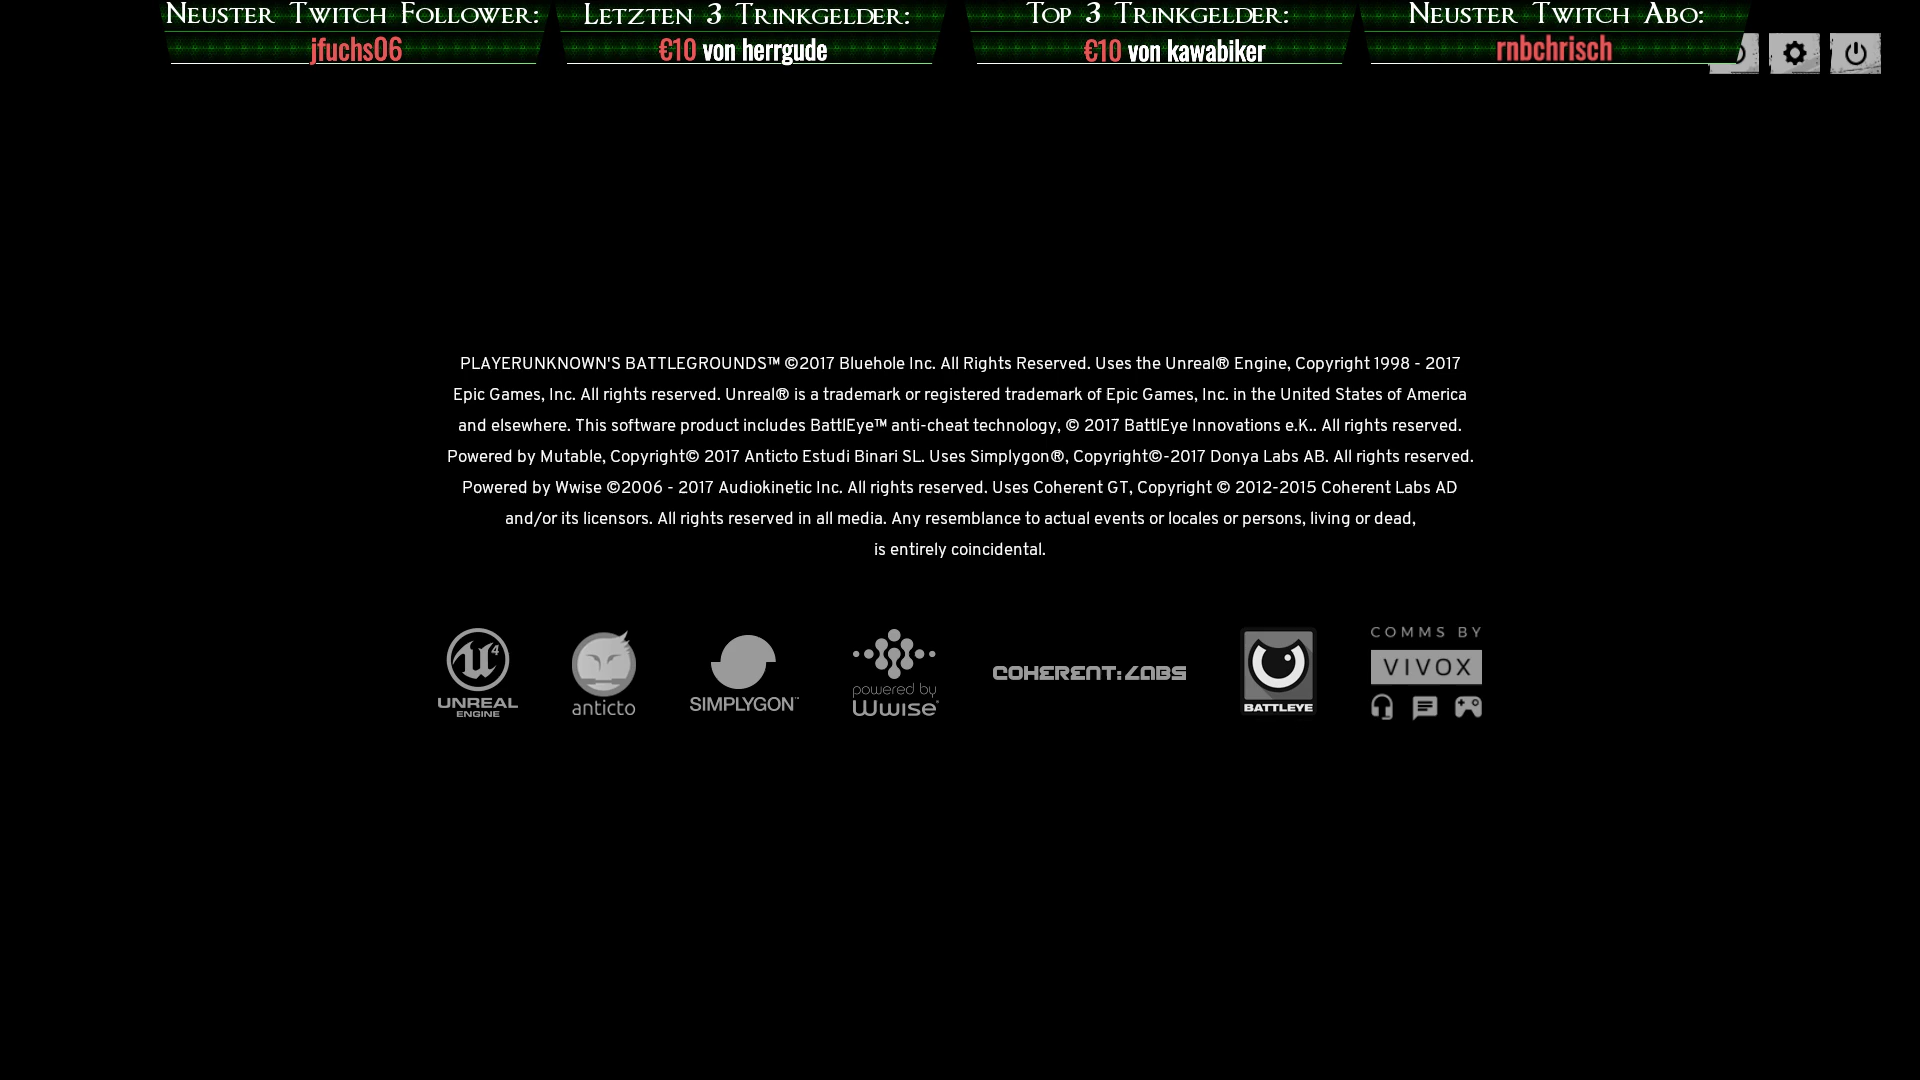 Neuster Twitch Follower:
jfuchs06
Letzten 3 Trinkgelder:
€10 von herrgude
Top 3 Trinkgelder:
€10 von kawabiker
Neuster Twitch Abo:
rnbchrisch
PLAYERUNKNOWN'S BATTLEGROUNDS™ ©2017 Bluehole Inc. All Rights Reserved. Uses the Unreal® Engine, Copyright 1998 - 2017
Epic Games, Inc. All rights reserved. Unreal® is a trademark or registered trademark of Epic Games, Inc. in the United States of America
and elsewhere. This software product includes BattlEye™ anti-cheat technology, © 2017 BattlEye Innovations e.K.. All rights reserved.
Powered by Mutable, Copyright© 2017 Anticto Estudi Binari SL. Uses Simplygon®, Copyright©-2017 Donya Labs AB. All rights reserved.
Powered by Wwise ©2006 - 2017 Audiokinetic Inc. All rights reserved. Uses Coherent GT, Copyright © 2012-2015 Coherent Labs AD
and/or its licensors. All rights reserved in all media. Any resemblance to actual events or locales or persons, living or dead,
is entirely coincidental.
U4
UNREAL
ENGINE
anticto
SIMPLYGON™
powered by
Wwise®
COHERENT:LABS
BATTLEYE
COMMS BY
VIVOX